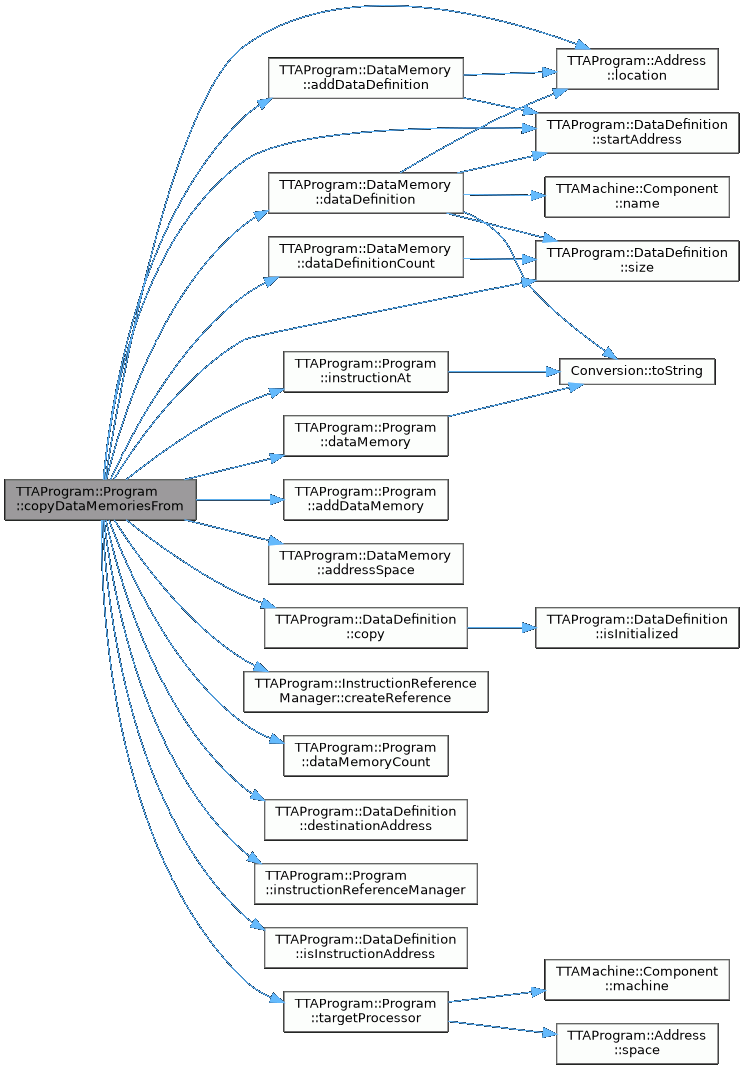 TTAProgram::Program
::copyDataMemoriesFrom
TTAProgram::DataMemory
::addDataDefinition
TTAProgram::Address
::location
TTAProgram::DataDefinition
::startAddress
TTAProgram::DataMemory
::dataDefinition
TTAMachine::Component
::name
TTAProgram::DataMemory
::dataDefinitionCount
TTAProgram::DataDefinition
::size
TTAProgram::Program
::instructionAt
Conversion::toString
TTAProgram::Program
::dataMemory
TTAProgram::Program
::addDataMemory
TTAProgram::DataMemory
::addressSpace
TTAProgram::DataDefinition
::copy
TTAProgram::DataDefinition
::isInitialized
TTAProgram::InstructionReference
Manager::createReference
TTAProgram::Program
::dataMemoryCount
TTAProgram::DataDefinition
::destinationAddress
TTAProgram::Program
::instructionReferenceManager
TTAProgram::DataDefinition
::isInstructionAddress
TTAProgram::Program
::targetProcessor
TTAMachine::Component
::machine
TTAProgram::Address
::space